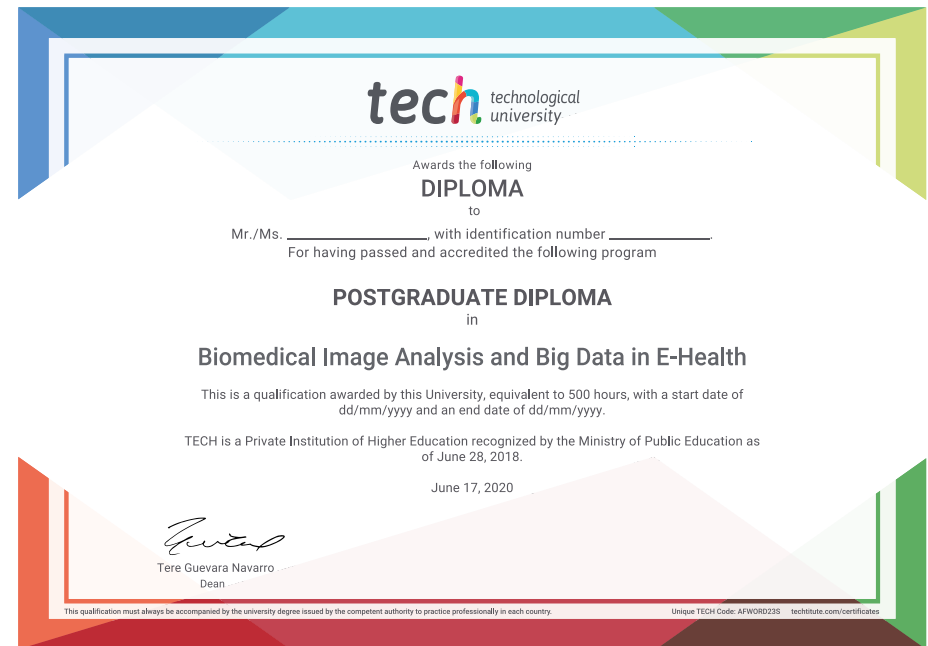 tech technological
university
Awards the following
DIPLOMA
to
Mr./Ms. ____________________, with identification number ______________.
For having passed and accredited the following program
POSTGRADUATE DIPLOMA
in
Biomedical Image Analysis and Big Data in E-Health
This is a qualification awarded by this University, equivalent to 500 hours, with a start date of
dd/mm/yyyy and an end date of dd/mm/yyyy.
TECH is a Private Institution of Higher Education recognized by the Ministry of Public Education as
of June 28, 2018.
June 17, 2020
Tere Guevara Navarro
Dean
This qualification must always be accompanied by the university degree issued by the competent authority to practice professionally in each country.
Unique TECH Code: AFWORD23S techtitute.com/certificates